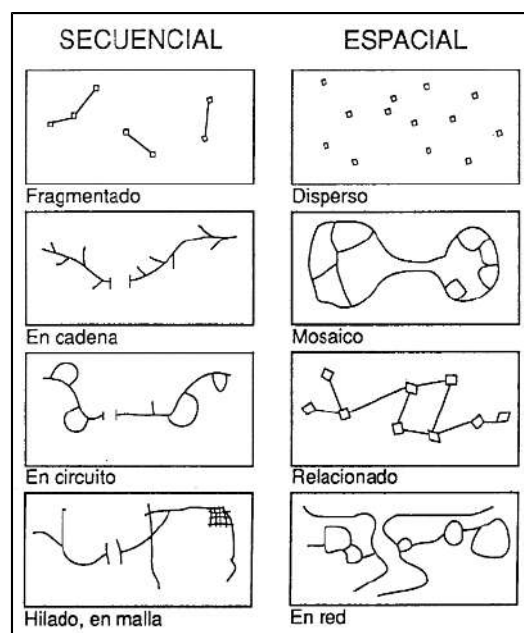 SECUENCIAL
ESPACIAL
Fragmentado
Disperso
En cadena
Mosaico
En circuito
Relacionado
Hilado, en malla
En red